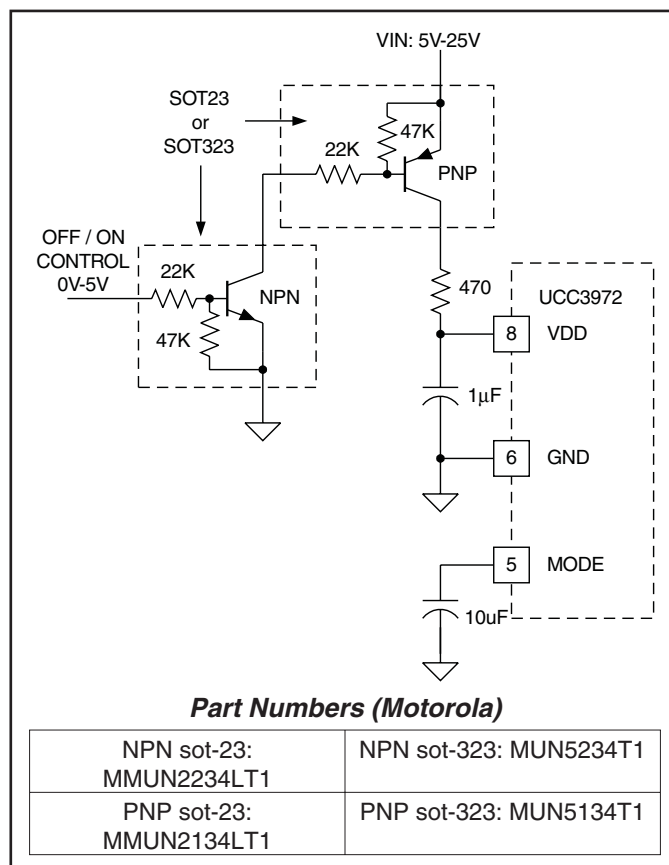 VIN: 5V-25V
SOT23
or
SOT323
47K
22K
PNP
OFF / ON
CONTROL
0V-5V
22K
NPN
47K
470
UCC3972
8
VDD
1μF
6
GND
5
MODE
10uF
Part Numbers (Motorola)
NPN sot-23:
MMUN2234LT1
NPN sot-323: MUN5234T1
PNP sot-23:
MMUN2134LT1
PNP sot-323: MUN5134T1